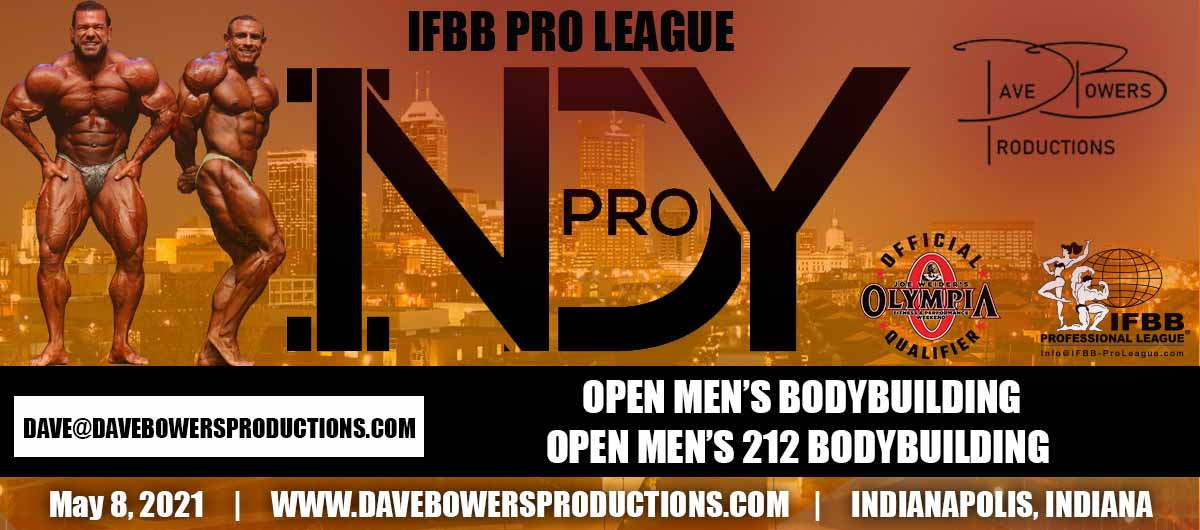 IFBB PRO LEAGUE
INDY
PRO
DAVE BOWERS
PRODUCTIONS
OFFICIAL
JOE WEIDER'S
OLYMPIA
FITNESS & PERFORMANCE
WEEKEND
QUALIFIER
IFBB
PROFESSIONAL LEAGUE
Info@IFBB-ProLeague.com
OPEN MEN'S BODYBUILDING
DAVE@DAVEBOWERSPRODUCTIONS.COM
OPEN MEN'S 212 BODYBUILDING
May 8, 2021 | WWW.DAVEBOWERSPRODUCTIONS.COM | INDIANAPOLIS, INDIANA